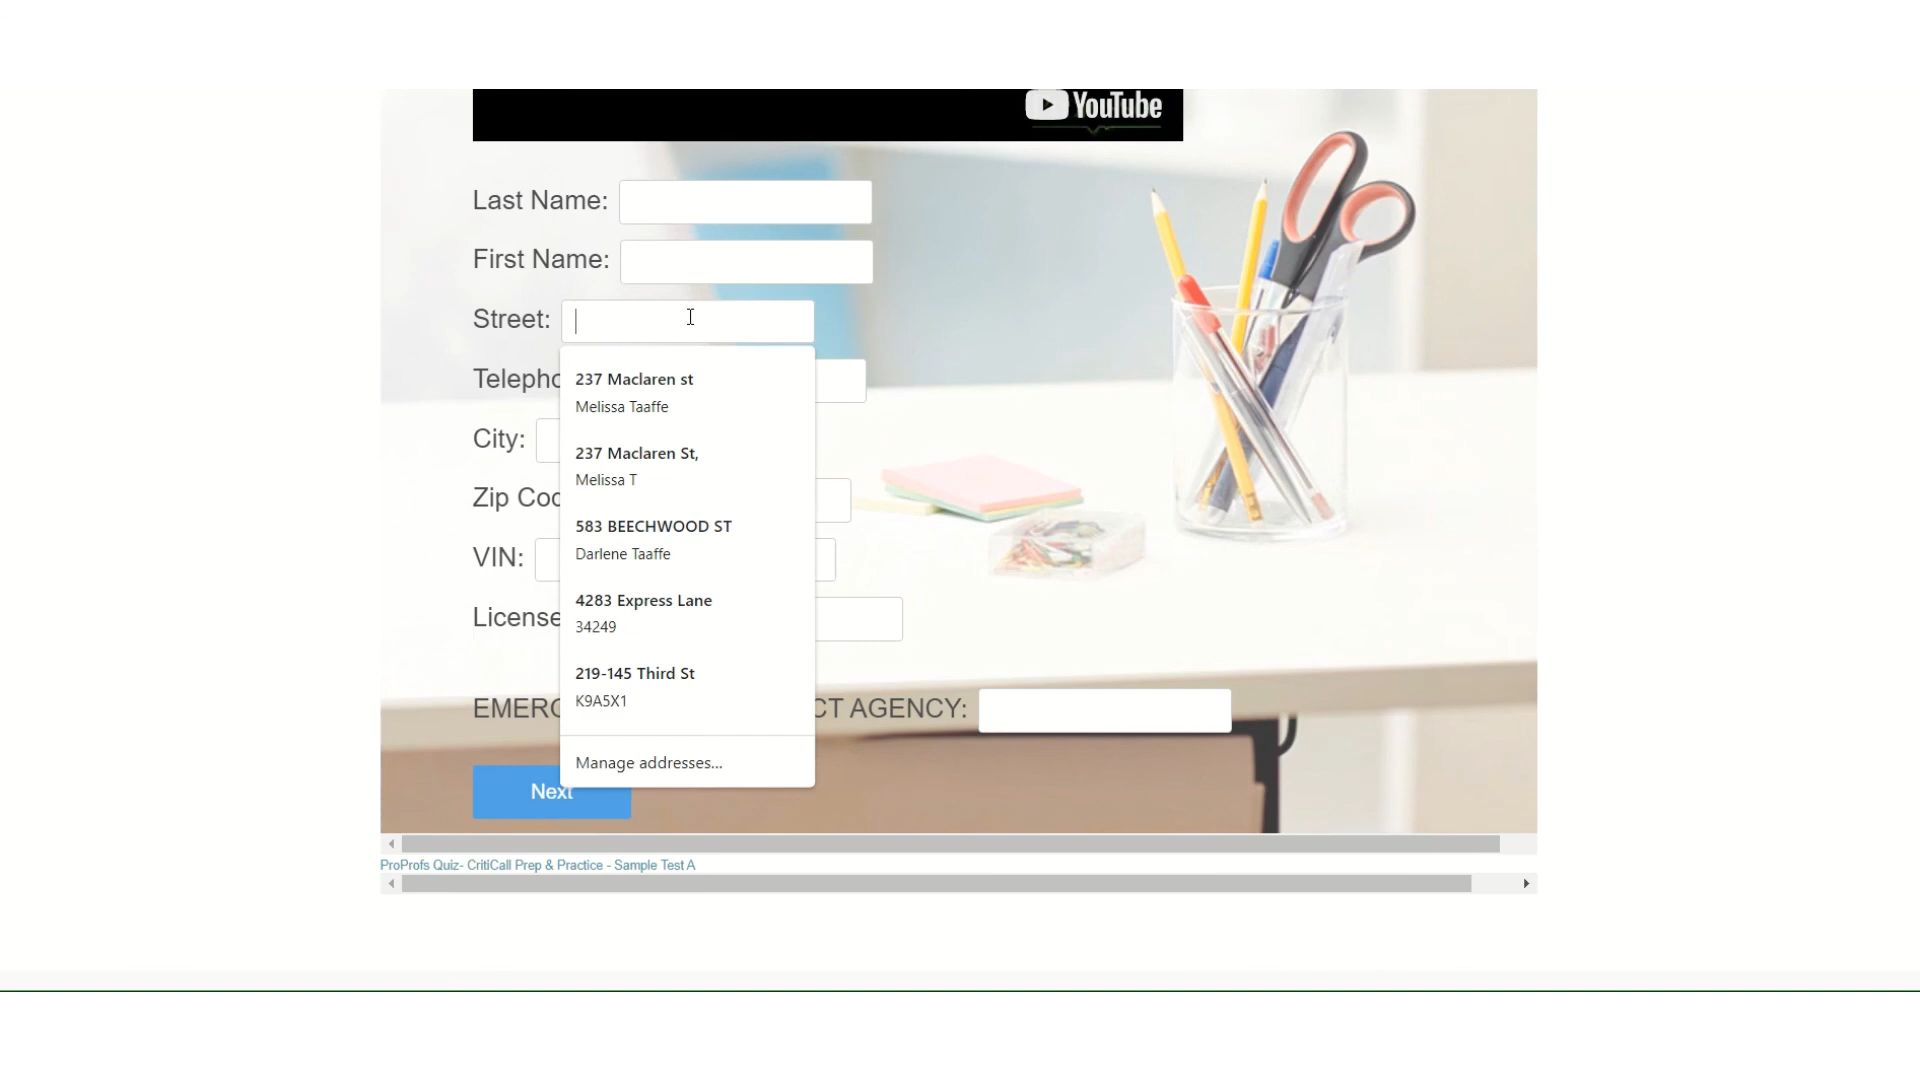 YouTube
Last Name:
First Name:
Street:
237 Maclaren st
Melissa Taaffe
237 Maclaren St,
Melissa T
583 BEECHWOOD ST
Darlene Taaffe
4283 Express Lane
34249
219-145 Third St
K9A5X1
Manage addresses...
Telepho
City:
Zip Cod
VIN:
License
EMERG CT AGENCY:
Next
ProProfs Quiz- CritiCall Prep & Practice - Sample Test A